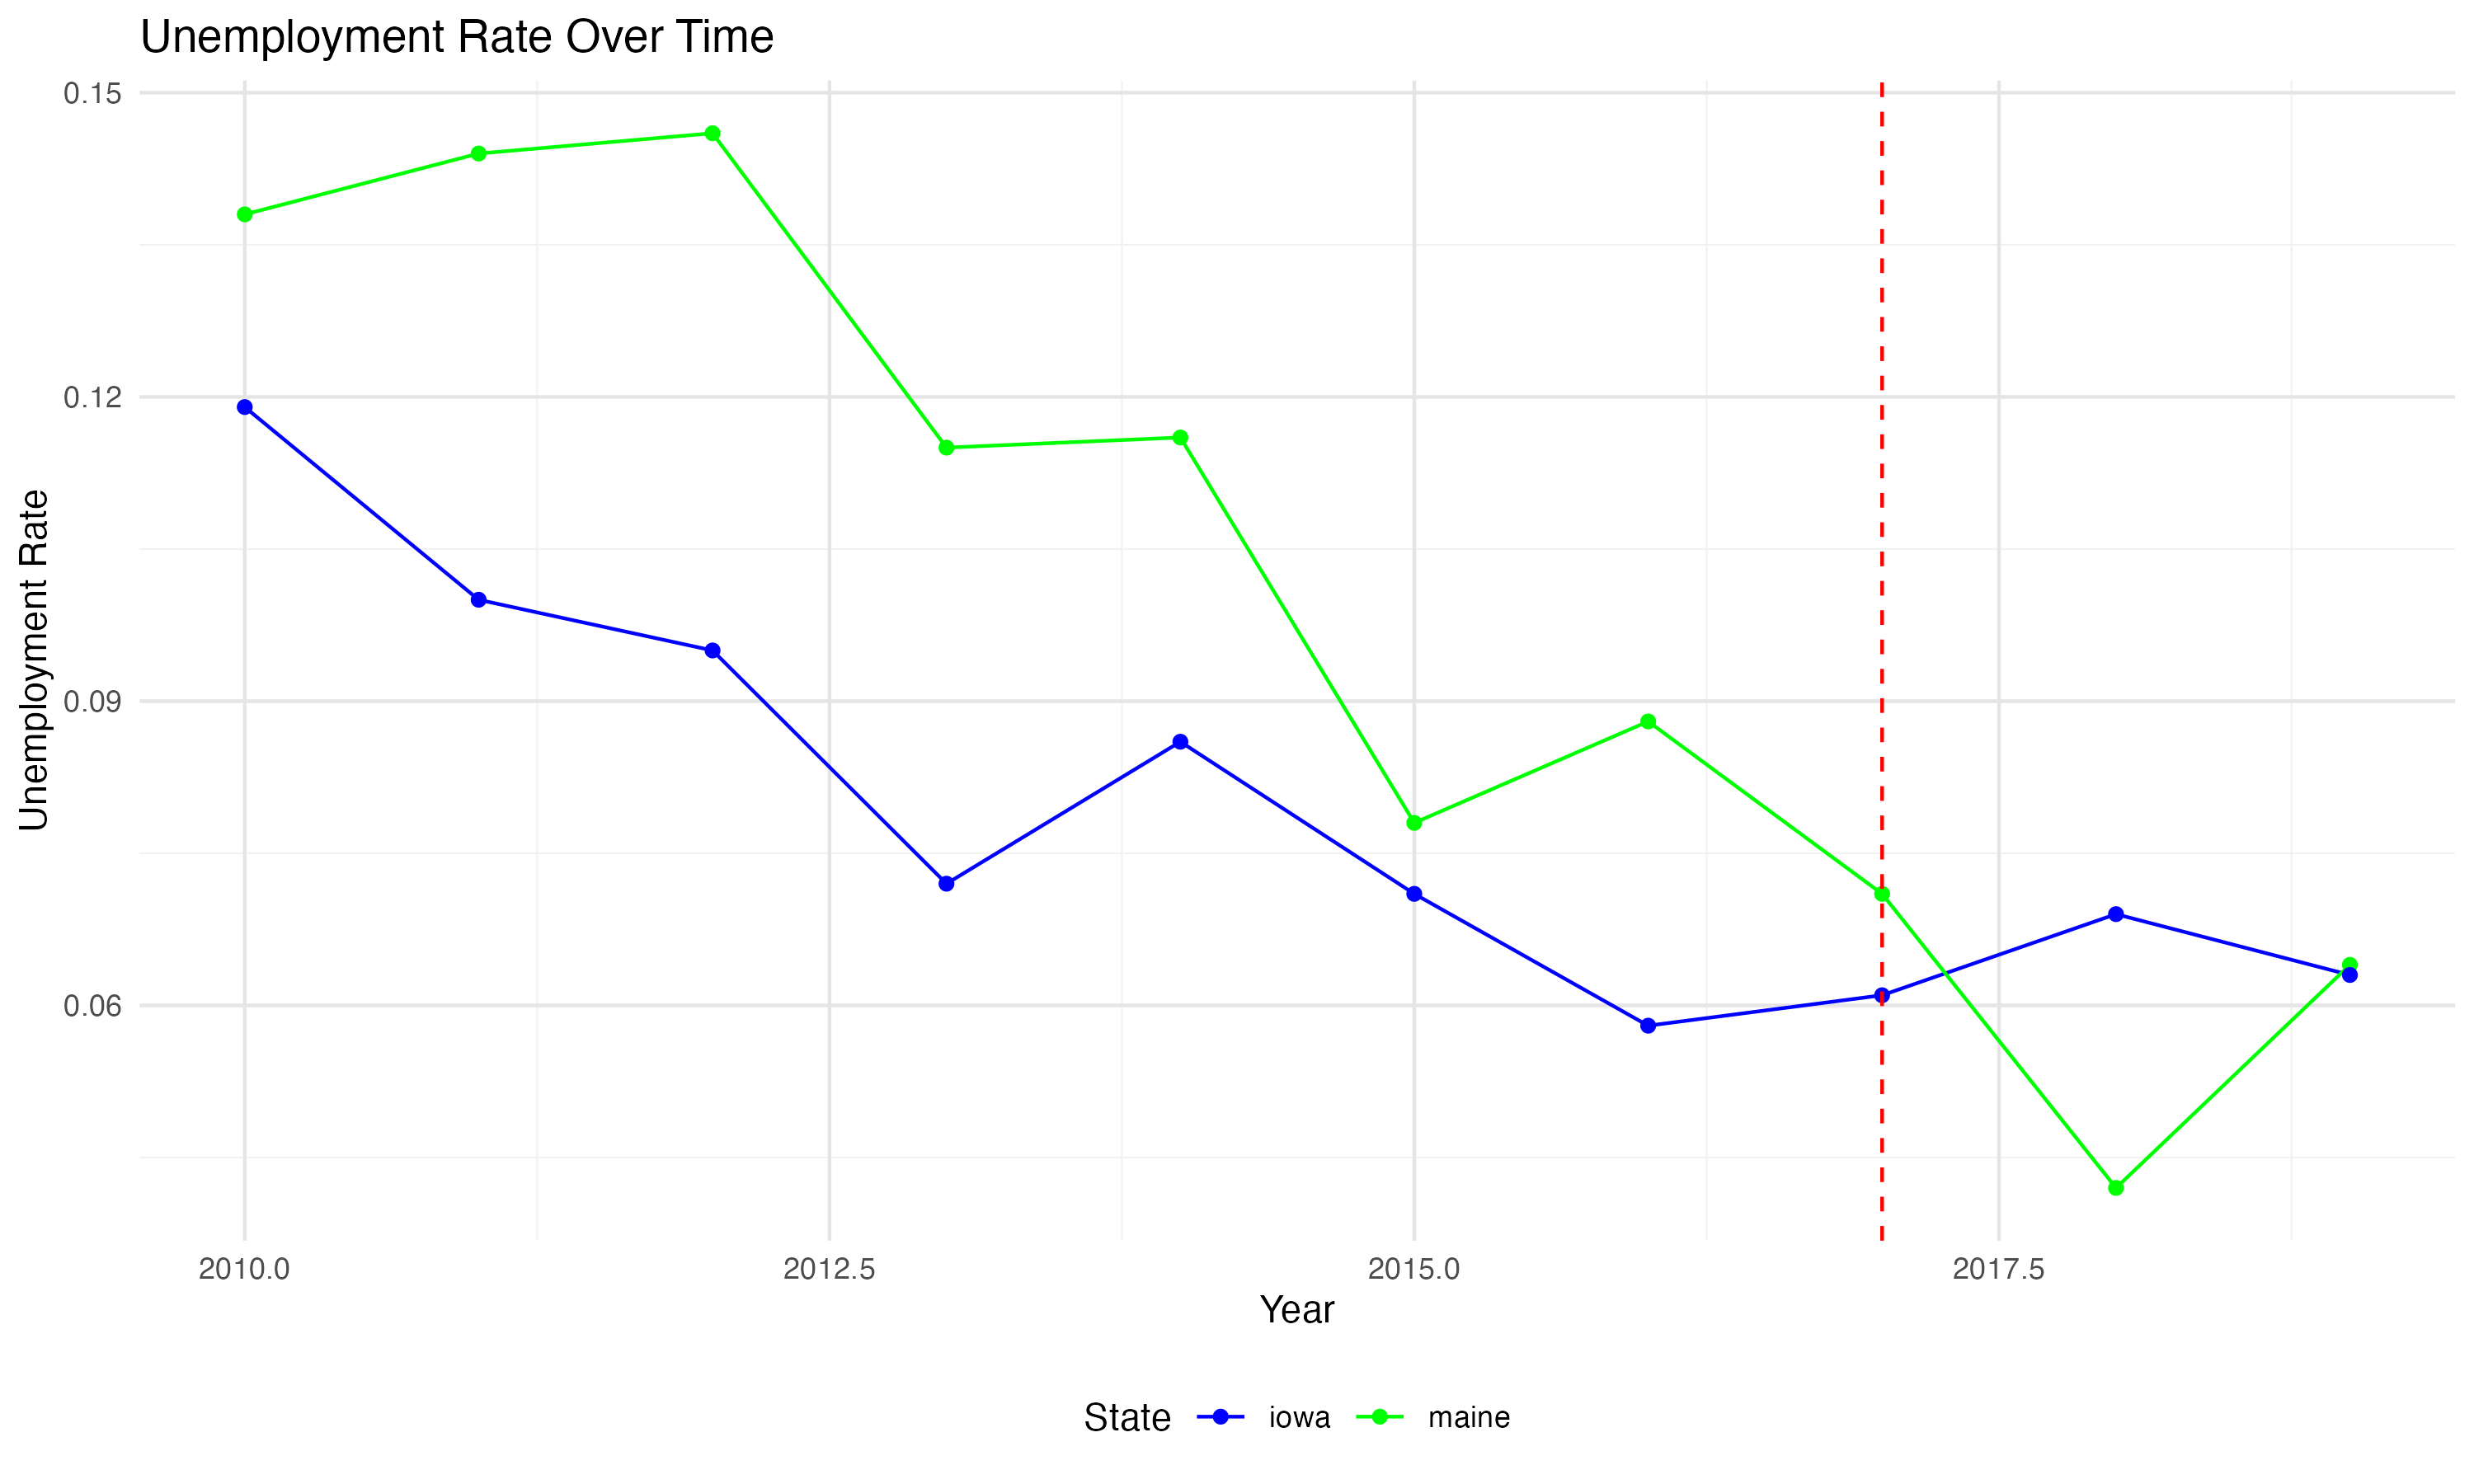 Unemployment Rate Over Time
Unemployment Rate
0.15
0.12
0.09
0.06
2010.0 2012.5 2015.0 2017.5
Year
State iowa maine